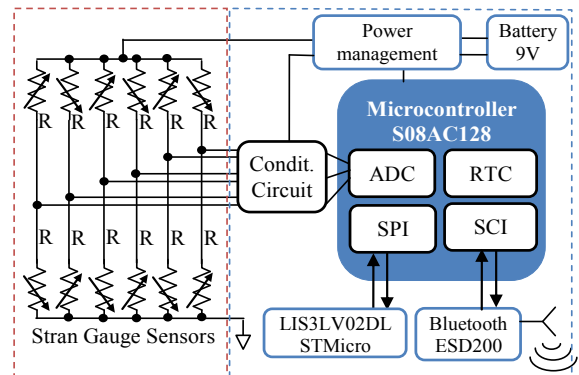 Power
management
Battery
9V
Microcontroller
S08AC128
R R R R R R
Condit.
Circuit
ADC
RTC
SPI
SCI
R R R R R R
LIS3LV02DL
STMicro
Bluetooth
ESD200
Stran Gauge Sensors